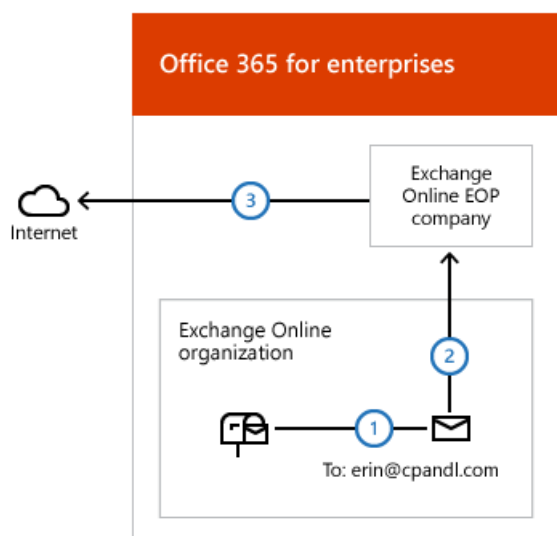 Office 365 for enterprises
Exchange
Online EOP
company
3
Internet
2
Exchange Online
organization
1
To: erin@cpandl.com